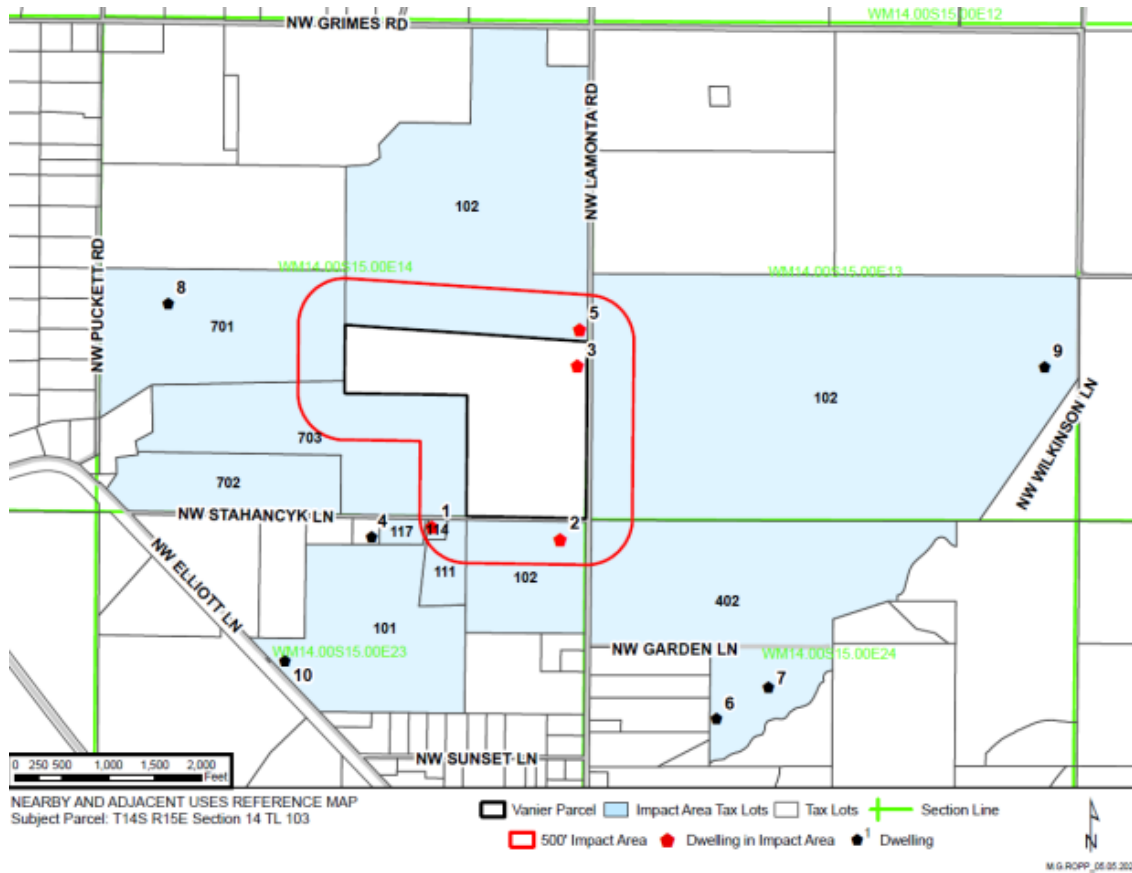 WM14.00S15.00E12
NW GRIMES RD
NW LAMONTA RD
102
NW PUCKETT RD
WM14.00S15.00E14
WM14.00S15.00E13
8
701
5
3
9
102
NW WILKINSON LN
703
702
NW STAHANCYK LN
4
117
1
114
2
111
102
402
NW ELLIOTT LN
101
WM14.00S15.00E23
NW GARDEN LN
WM14.00S15.00E24
10
7
6
NW SUNSET LN
0 250 500 1,000 1,500 2,000
Feet
NEARBY AND ADJACENT USES REFERENCE MAP
Subject Parcel: T14S R15E Section 14 TL 103
Vanier Parcel Impact Area Tax Lots Tax Lots Section Line
500' Impact Area Dwelling in Impact Area 1 Dwelling
N